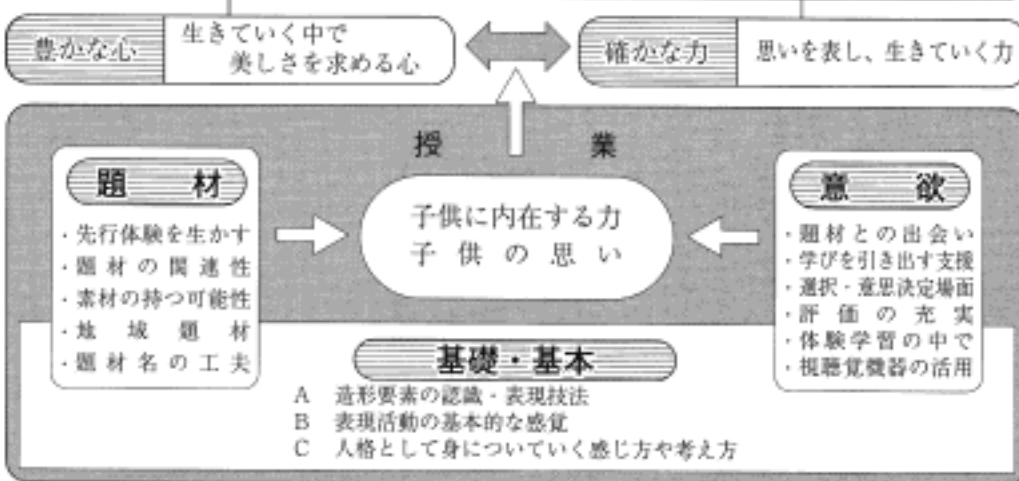 豊かな心
生きていく中で
美しさを求める心
確かな力
思いを表し、生きていく力
授業
題材
・先行体験を生かす
・題材の関連性
・素材の持つ可能性
・地域題材
・題材名の工夫
子供に内在する力
子供の思い
意欲
・題材との出会い
・学びを引き出す支援
・選択・意思決定場面
・評価の充実
・体験学習の中で
・視聴覚機器の活用
基礎・基本
A 造形要素の認識・表現技法
B 表現活動の基本的な感覚
C 人格として身についていく感じ方や考え方